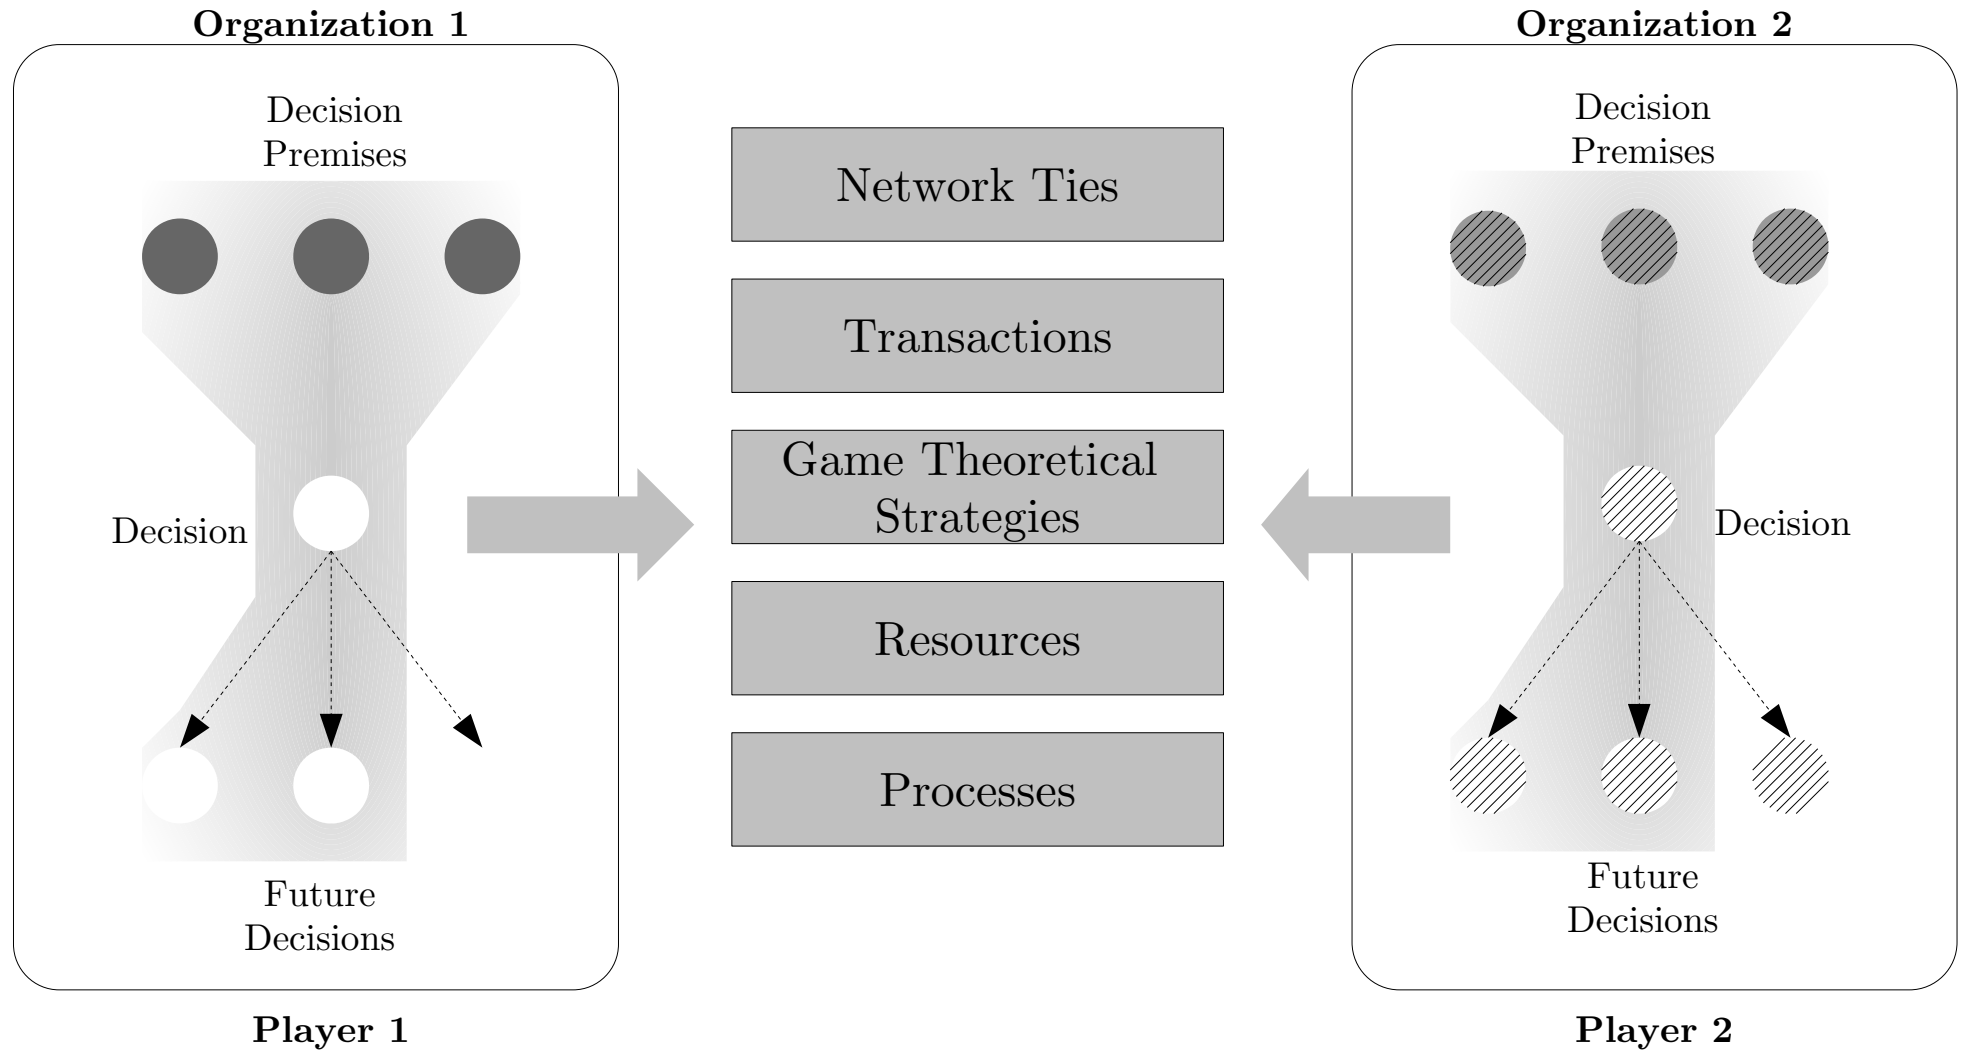 Organization 1
Decision
Premises
Decision
Future
Decisions
Player 1
Network Ties
Transactions
Game Theoretical
Strategies
Resources
Processes
Organization 2
Decision
Premises
Decision
Future
Decisions
Player 2